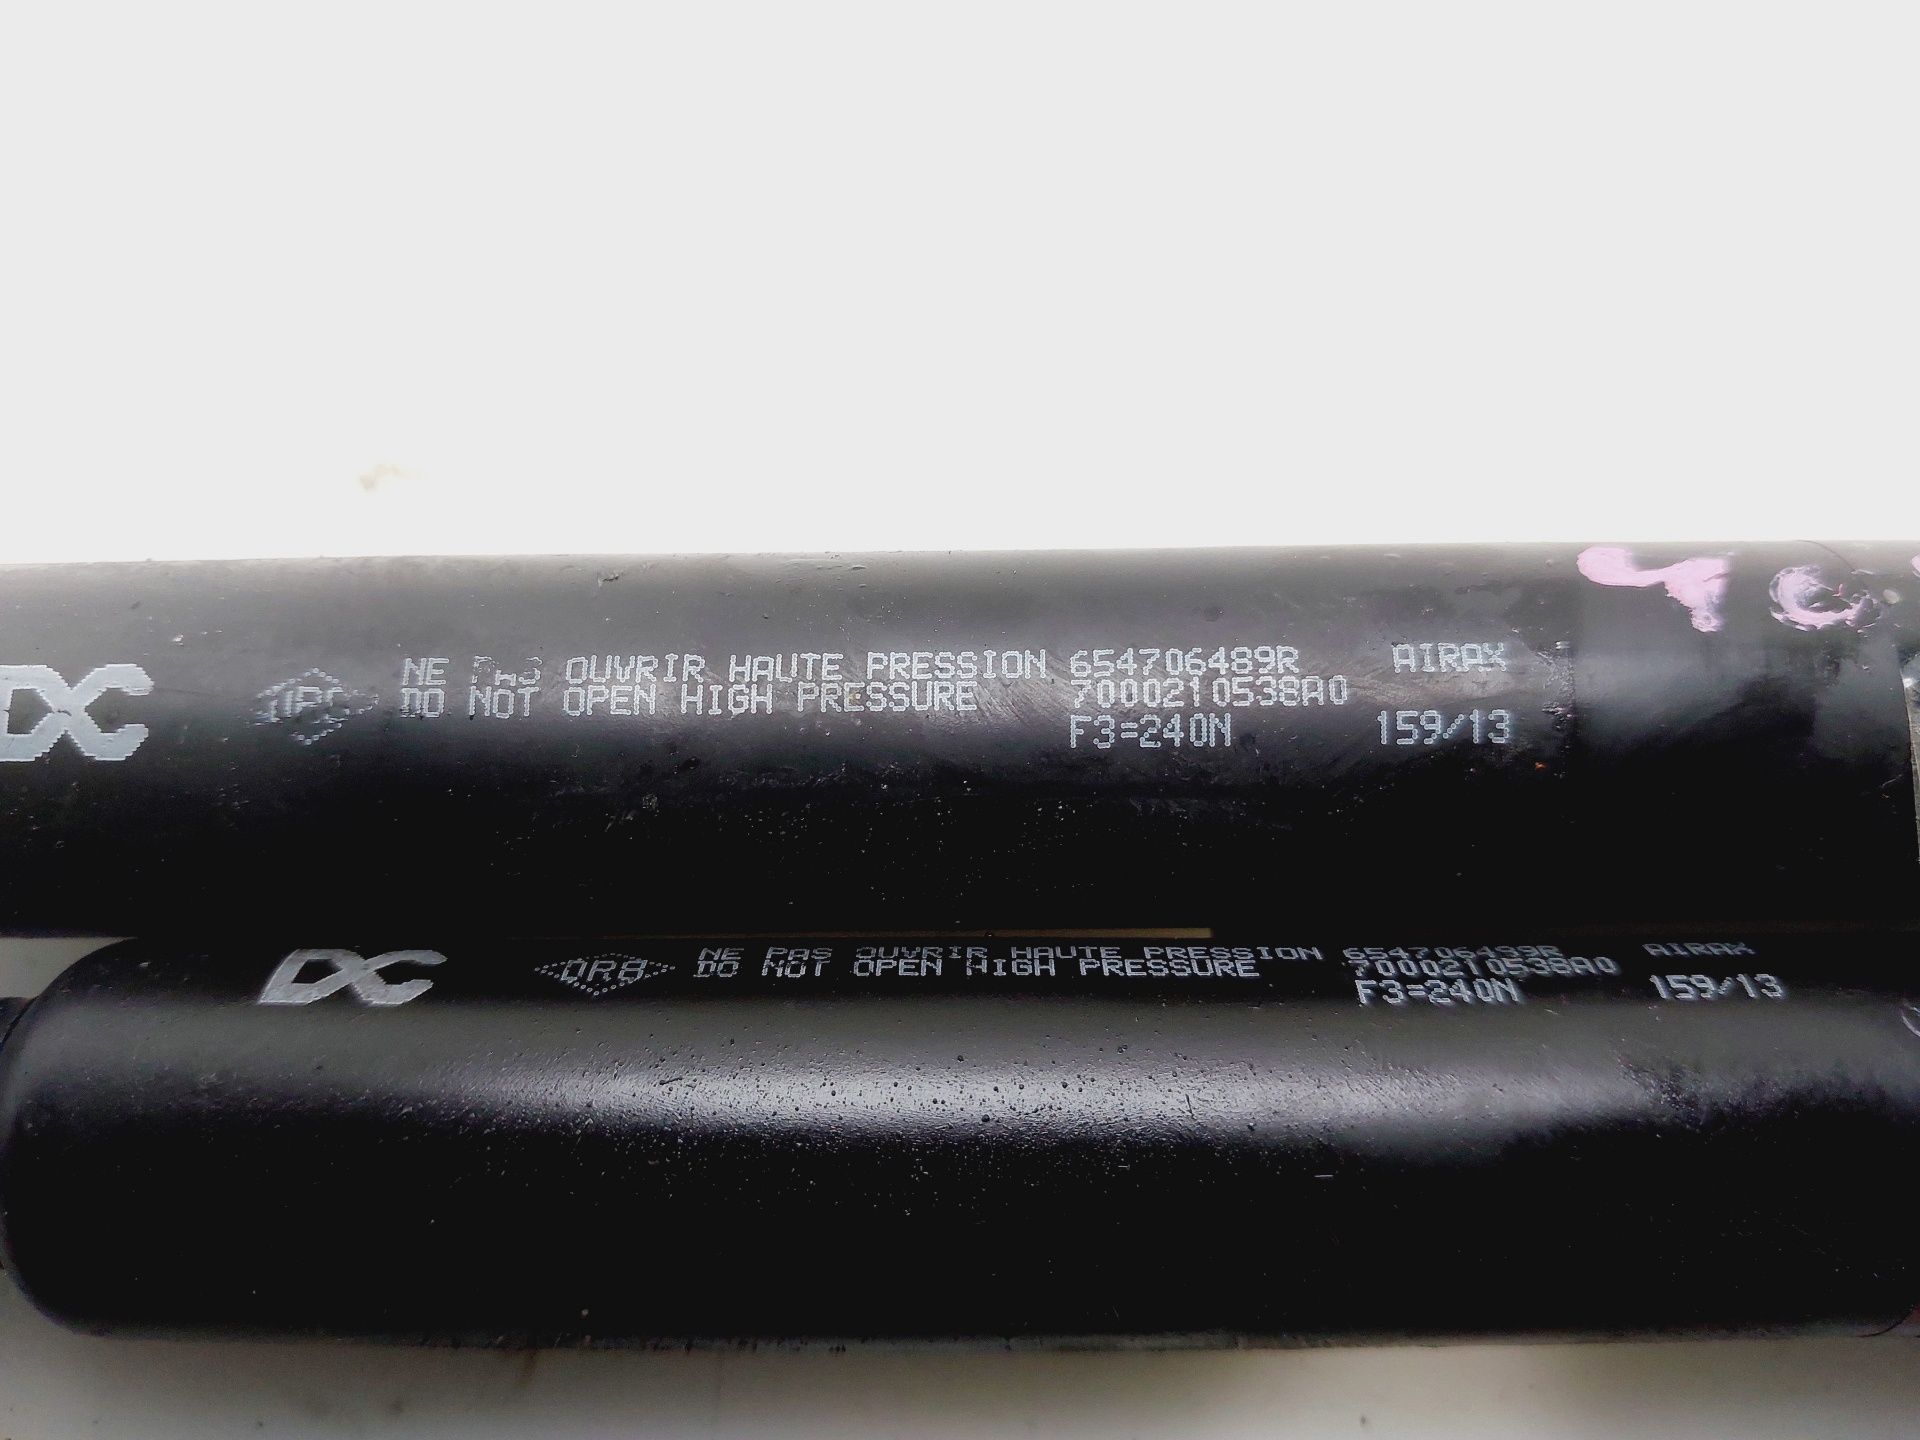 DC
NE PAS OUVRIR HAUTE PRESSION 654706489R AIRAX
DO NOT OPEN HIGH PRESSURE 7000210538A0
F3=240N 159/13
DC
NE PAS OUVRIR HAUTE PRESSION 654706489R AIRAX
DO NOT OPEN HIGH PRESSURE 7000210538A0
F3=240N 159/13